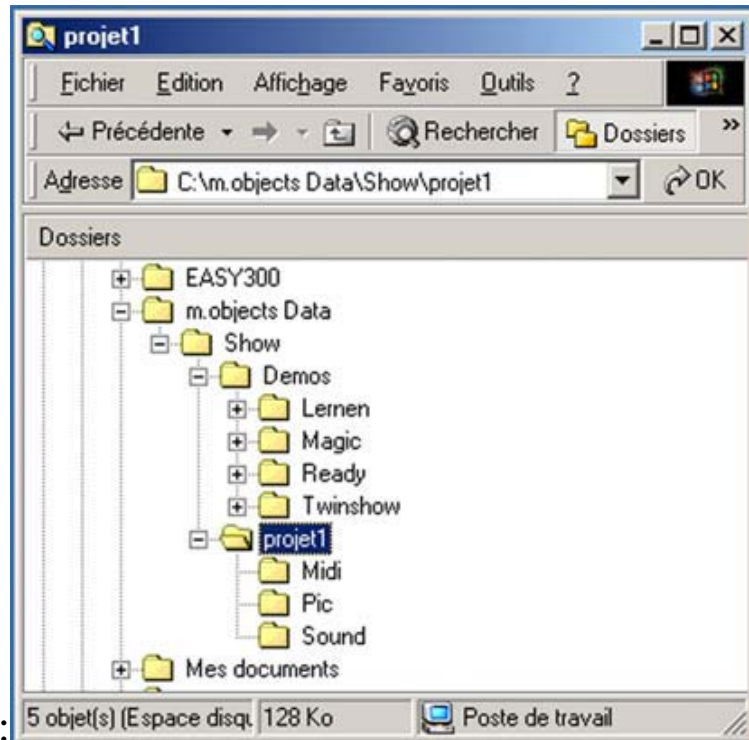 projet1
Fichier Edition Affichage Favoris Outils ?
Précédente Rechercher Dossiers »
Adresse C:\m.objects Data\Show\projet1 OK
Dossiers
EASY300
m.objects Data
Show
Demos
Lernen
Magic
Ready
Twinshow
projet1
Midi
Pic
Sound
Mes documents
: 5 objet(s) (Espace disqu 128 Ko Poste de travail